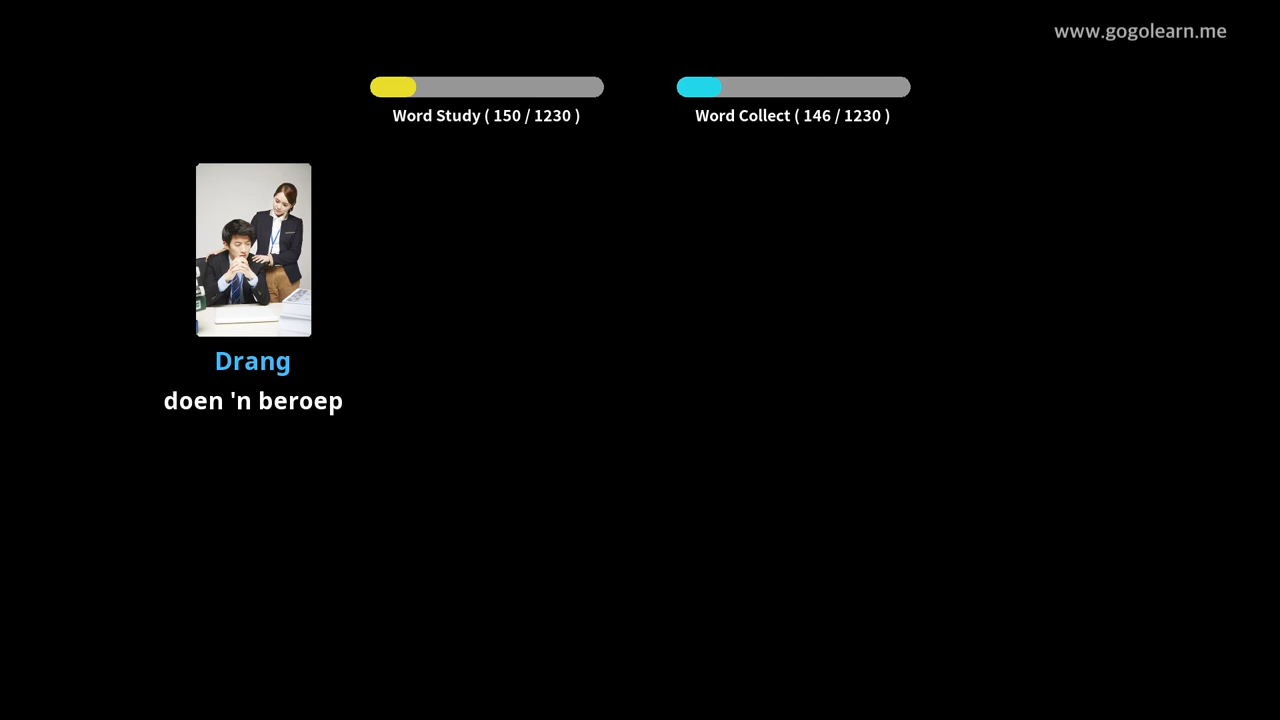 www.gogolearn.me
Word Study ( 150 / 1230 )
Word Collect ( 146 / 1230 )
Drang
doen 'n beroep